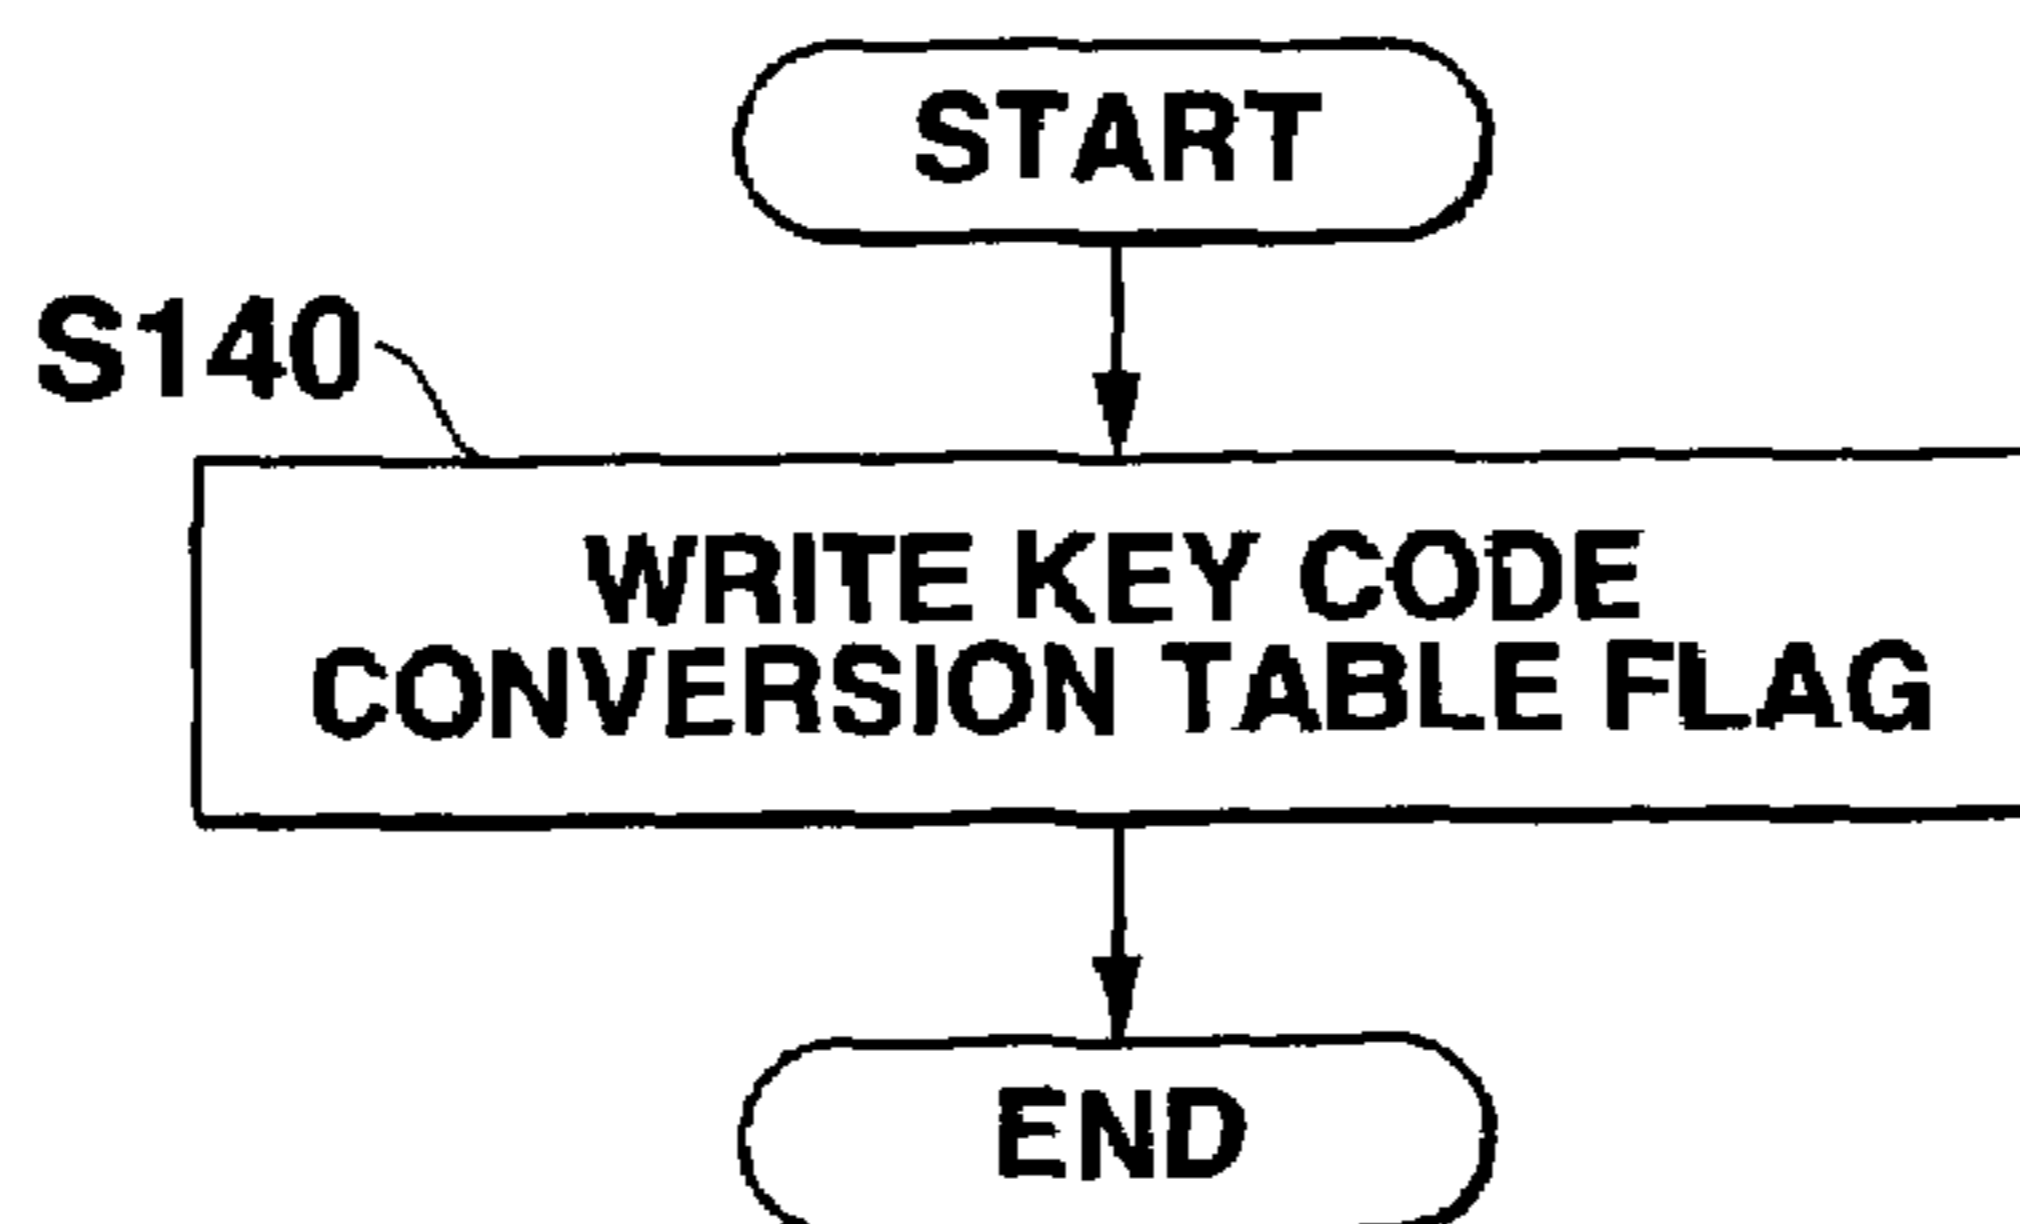 START
S140
WRITE KEY CODE
CONVERSION TABLE FLAG
END